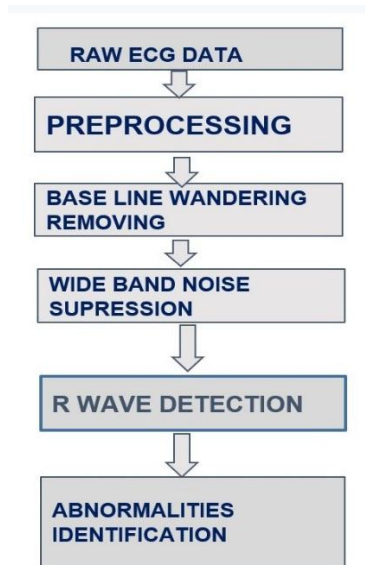 RAW ECG DATA
PREPROCESSING
BASE LINE WANDERING
REMOVING
WIDE BAND NOISE
SUPRESSION
R WAVE DETECTION
ABNORMALITIES
IDENTIFICATION